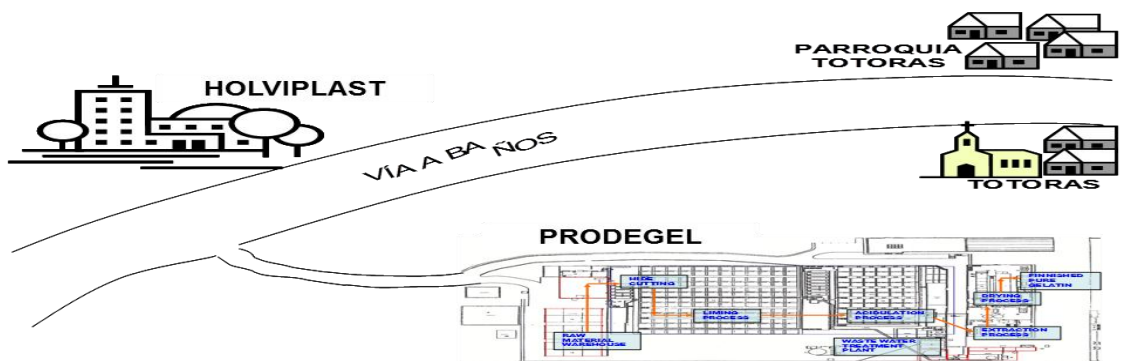 PARROQUIA
TOTORAS
HOLVIPLAST
VÍA A BA ÑOS
TOTORAS
PRODEGEL
HIDE
CUTTING
FINNISHED
PURE
GELATIN
DRYING
PROCESS
LIMING
PROCESS
ACIDULATION
PROCESS
EXTRACTION
PROCESS
RAW
MATERIAL
WAREHOUSE
WASTE WATER
TREATMENT
PLANT